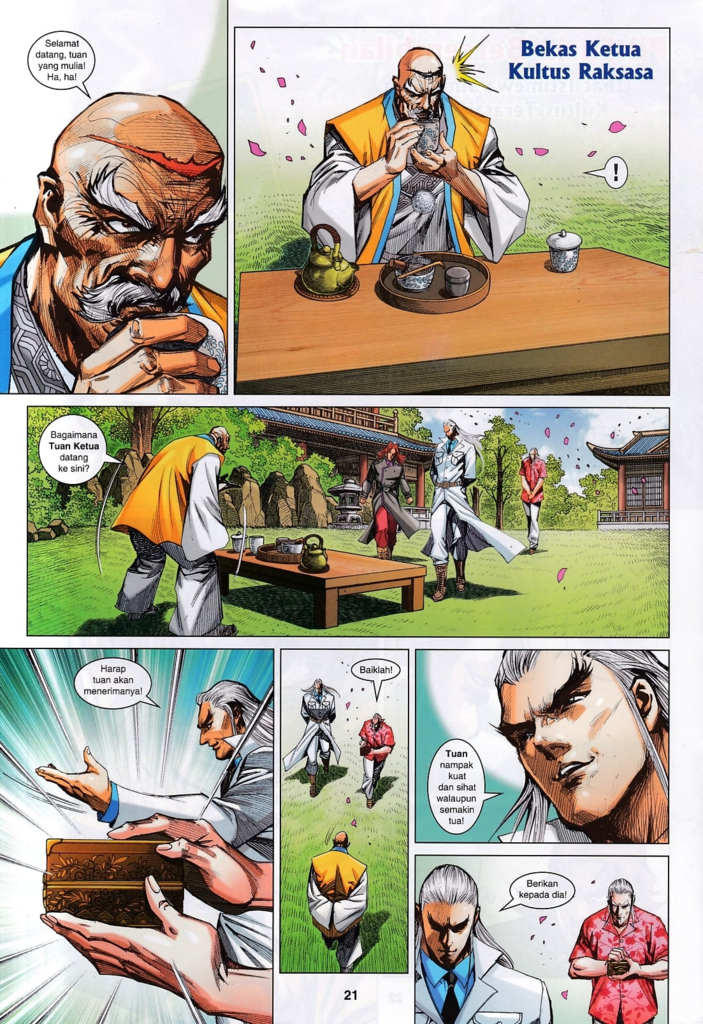 Selamat
datang, tuan
yang mulia!
Ha, ha!
Bekas Ketua
Kultus Raksasa
!
Bagaimana
Tuan Ketua
datang
ke sini?
Harap
tuan akan
menerimanya!
Baiklah!
Tuan
nampak
kuat
dan sihat
walaupun
semakin
tua!
Berikan
kepada dia!
21